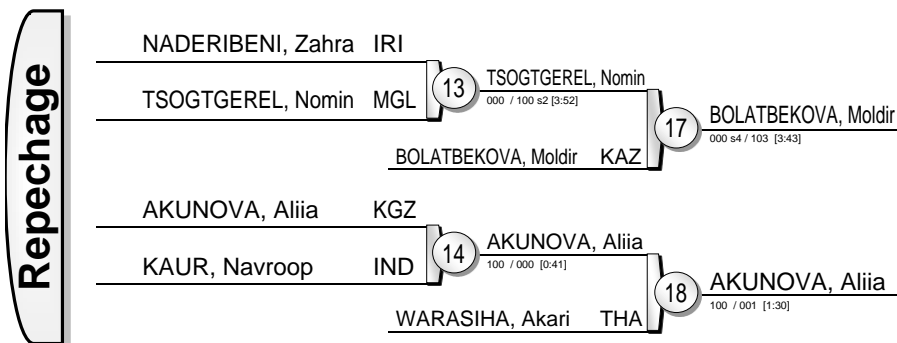 Repechage
NADERIBENI, Zahra IRI
TSOGTGEREL, Nomin MGL
13
TSOGTGEREL, Nomin
000 / 100 s2 [3:52]
BOLATBEKOVA, Moldir KAZ
17
BOLATBEKOVA, Moldir
000 s4 / 103 [3:43]
AKUNOVA, Aliia KGZ
KAUR, Navroop IND
14
AKUNOVA, Aliia
100 / 000 [0:41]
WARASIHA, Akari THA
18
AKUNOVA, Aliia
100 / 001 [1:30]